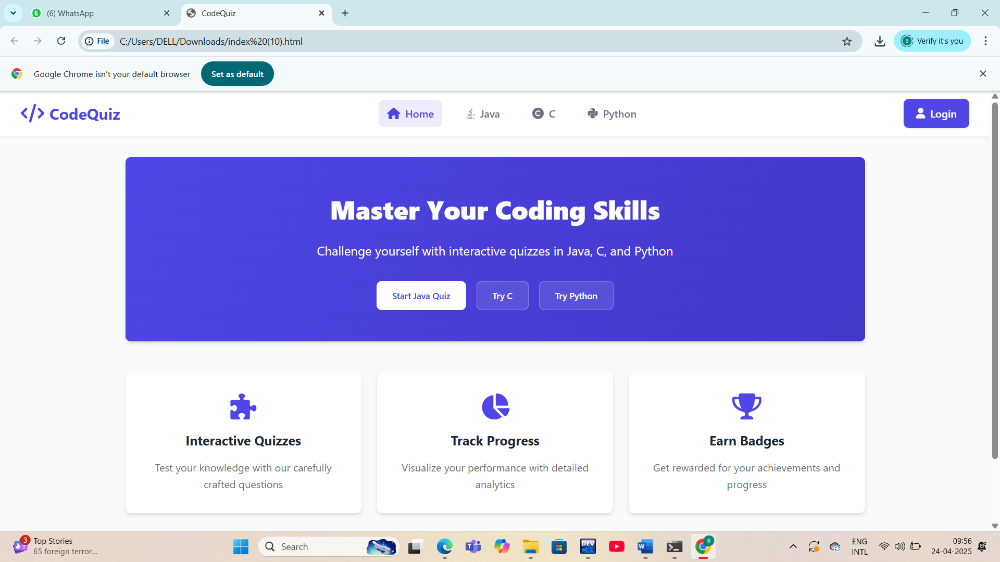 (6) WhatsApp
CodeQuiz
File
C:/Users/DELL/Downloads/index%20(10).html
B
Verify it's you
Google Chrome isn't your default browser
Set as default
</> CodeQuiz
Home
Java
C
Python
Login
Master Your Coding Skills
Challenge yourself with interactive quizzes in Java, C, and Python
Start Java Quiz
Try C
Try Python
Interactive Quizzes
Test your knowledge with our carefully
crafted questions
Track Progress
Visualize your performance with detailed
analytics
Earn Badges
Get rewarded for your achievements and
progress
3
Top Stories
65 foreign terror...
Search
DEV
C++
W
B
ENG
INTL
09:56
24-04-2025